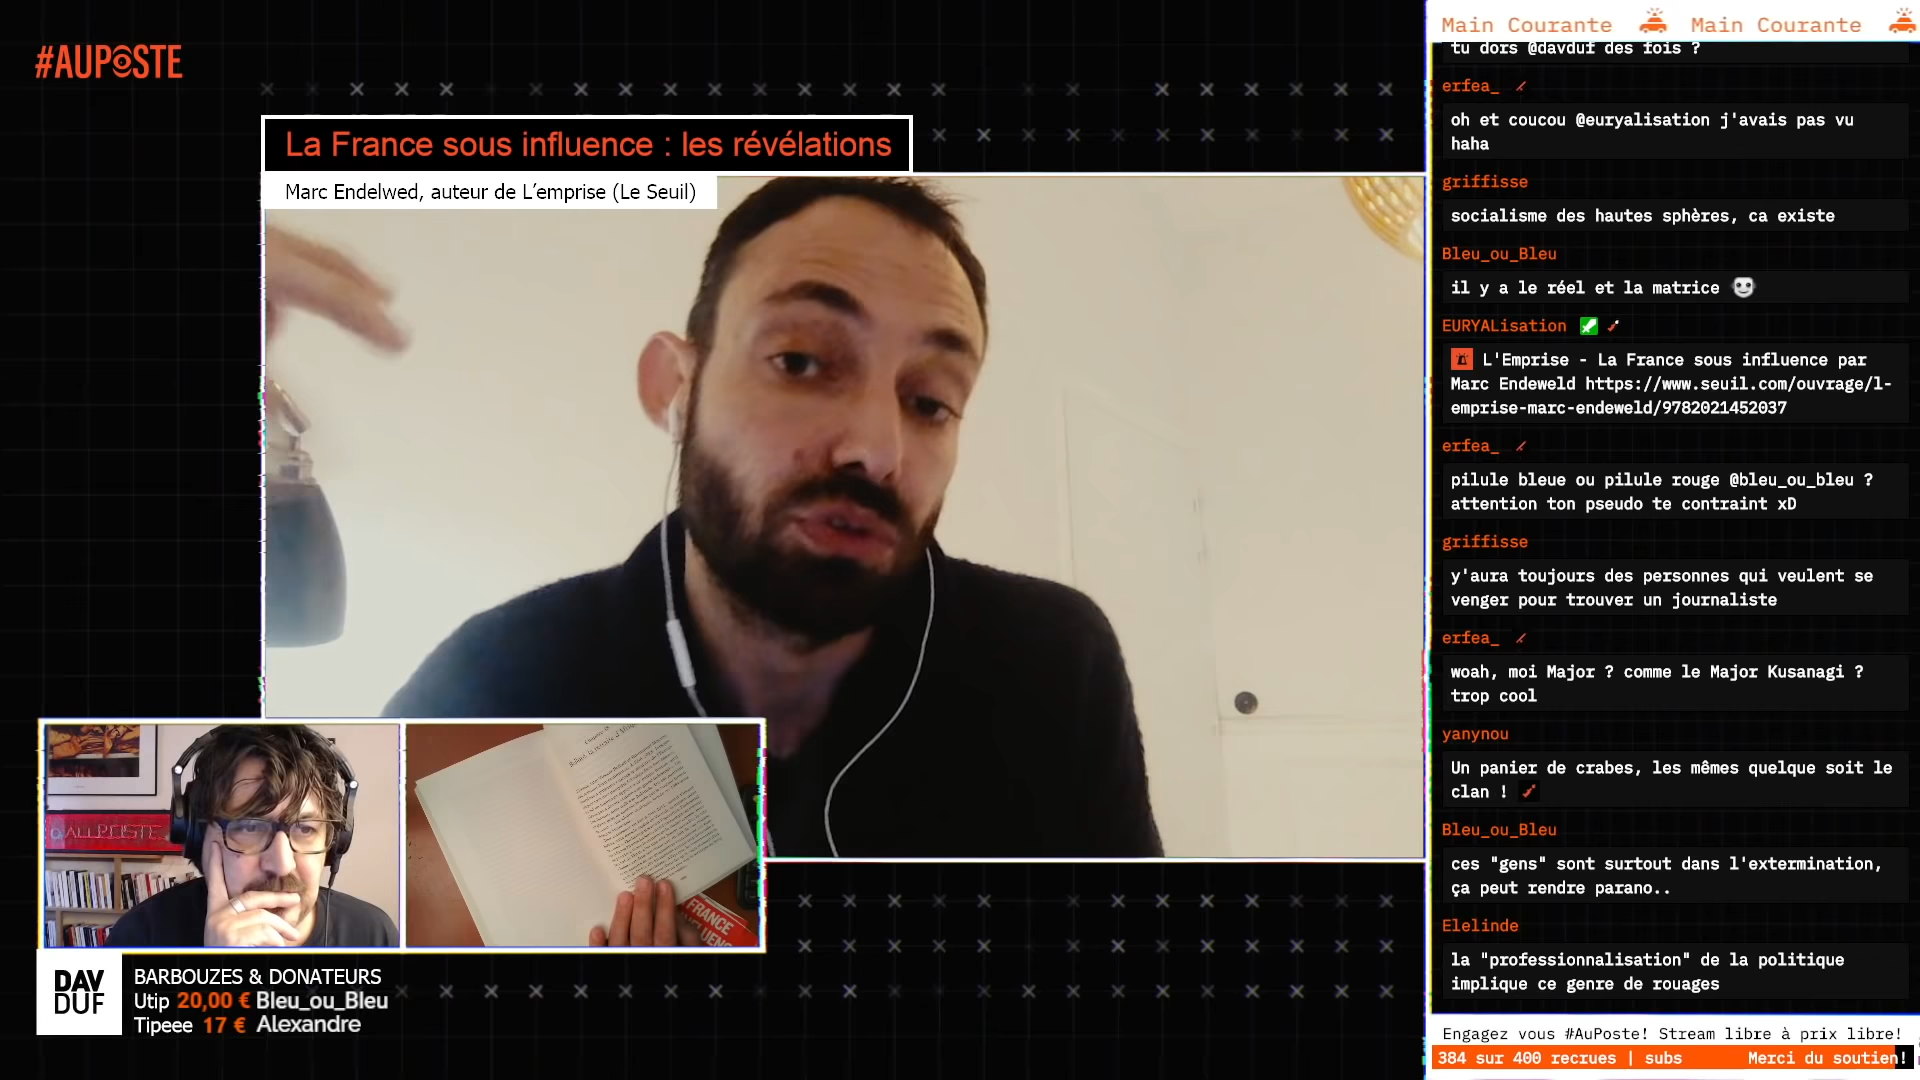 #AUPOSTE
La France sous influence : les révélations
Marc Endelwed, auteur de L'emprise (Le Seuil)
FRANCE
BARBOUZES & DONATEURS
DAV
DUF
Utip 20,00 € Bleu_ou_Bleu
Tipeee 17 € Alexandre
Main Courante Main Courante
tu dors @davduf des fois ?
erfea_
oh et coucou @euryalisation j'avais pas vu
haha
griffisse
socialisme des hautes sphères, ca existe
Bleu_ou_Bleu
il y a le réel et la matrice
EURYALisation
L'Emprise - La France sous influence par
Marc Endeweld https://www.seuil.com/ouvrage/l-
emprise-marc-endeweld/9782021452037
erfea_
pilule bleue ou pilule rouge @bleu_ou_bleu ?
attention ton pseudo te contraint xD
griffisse
y'aura toujours des personnes qui veulent se
venger pour trouver un journaliste
erfea_
woah, moi Major ? comme le Major Kusanagi ?
trop cool
yanynou
Un panier de crabes, les mêmes quelque soit le
clan !
Bleu_ou_Bleu
ces "gens" sont surtout dans l'extermination,
ça peut rendre parano..
Elelinde
la "professionnalisation" de la politique
implique ce genre de rouages
Engagez vous #AuPoste! Stream libre à prix libre!
384 sur 400 recrues | subs Merci du soutien!